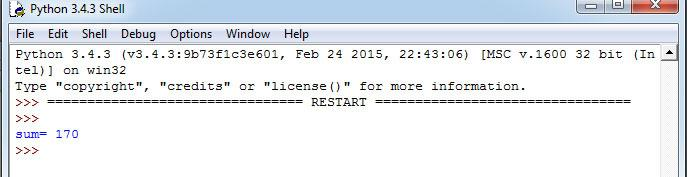 Python 3.4.3 Shell
File Edit Shell Debug Options Window Help
Python 3.4.3 (v3.4.3:9b73f1c3e601, Feb 24 2015, 22:43:06) [MSC v.1600 32 bit (In
tel)] on win32
Type "copyright", "credits" or "license()" for more information.
>>> ================================ RESTART ================================
>>>
sum= 170
>>>